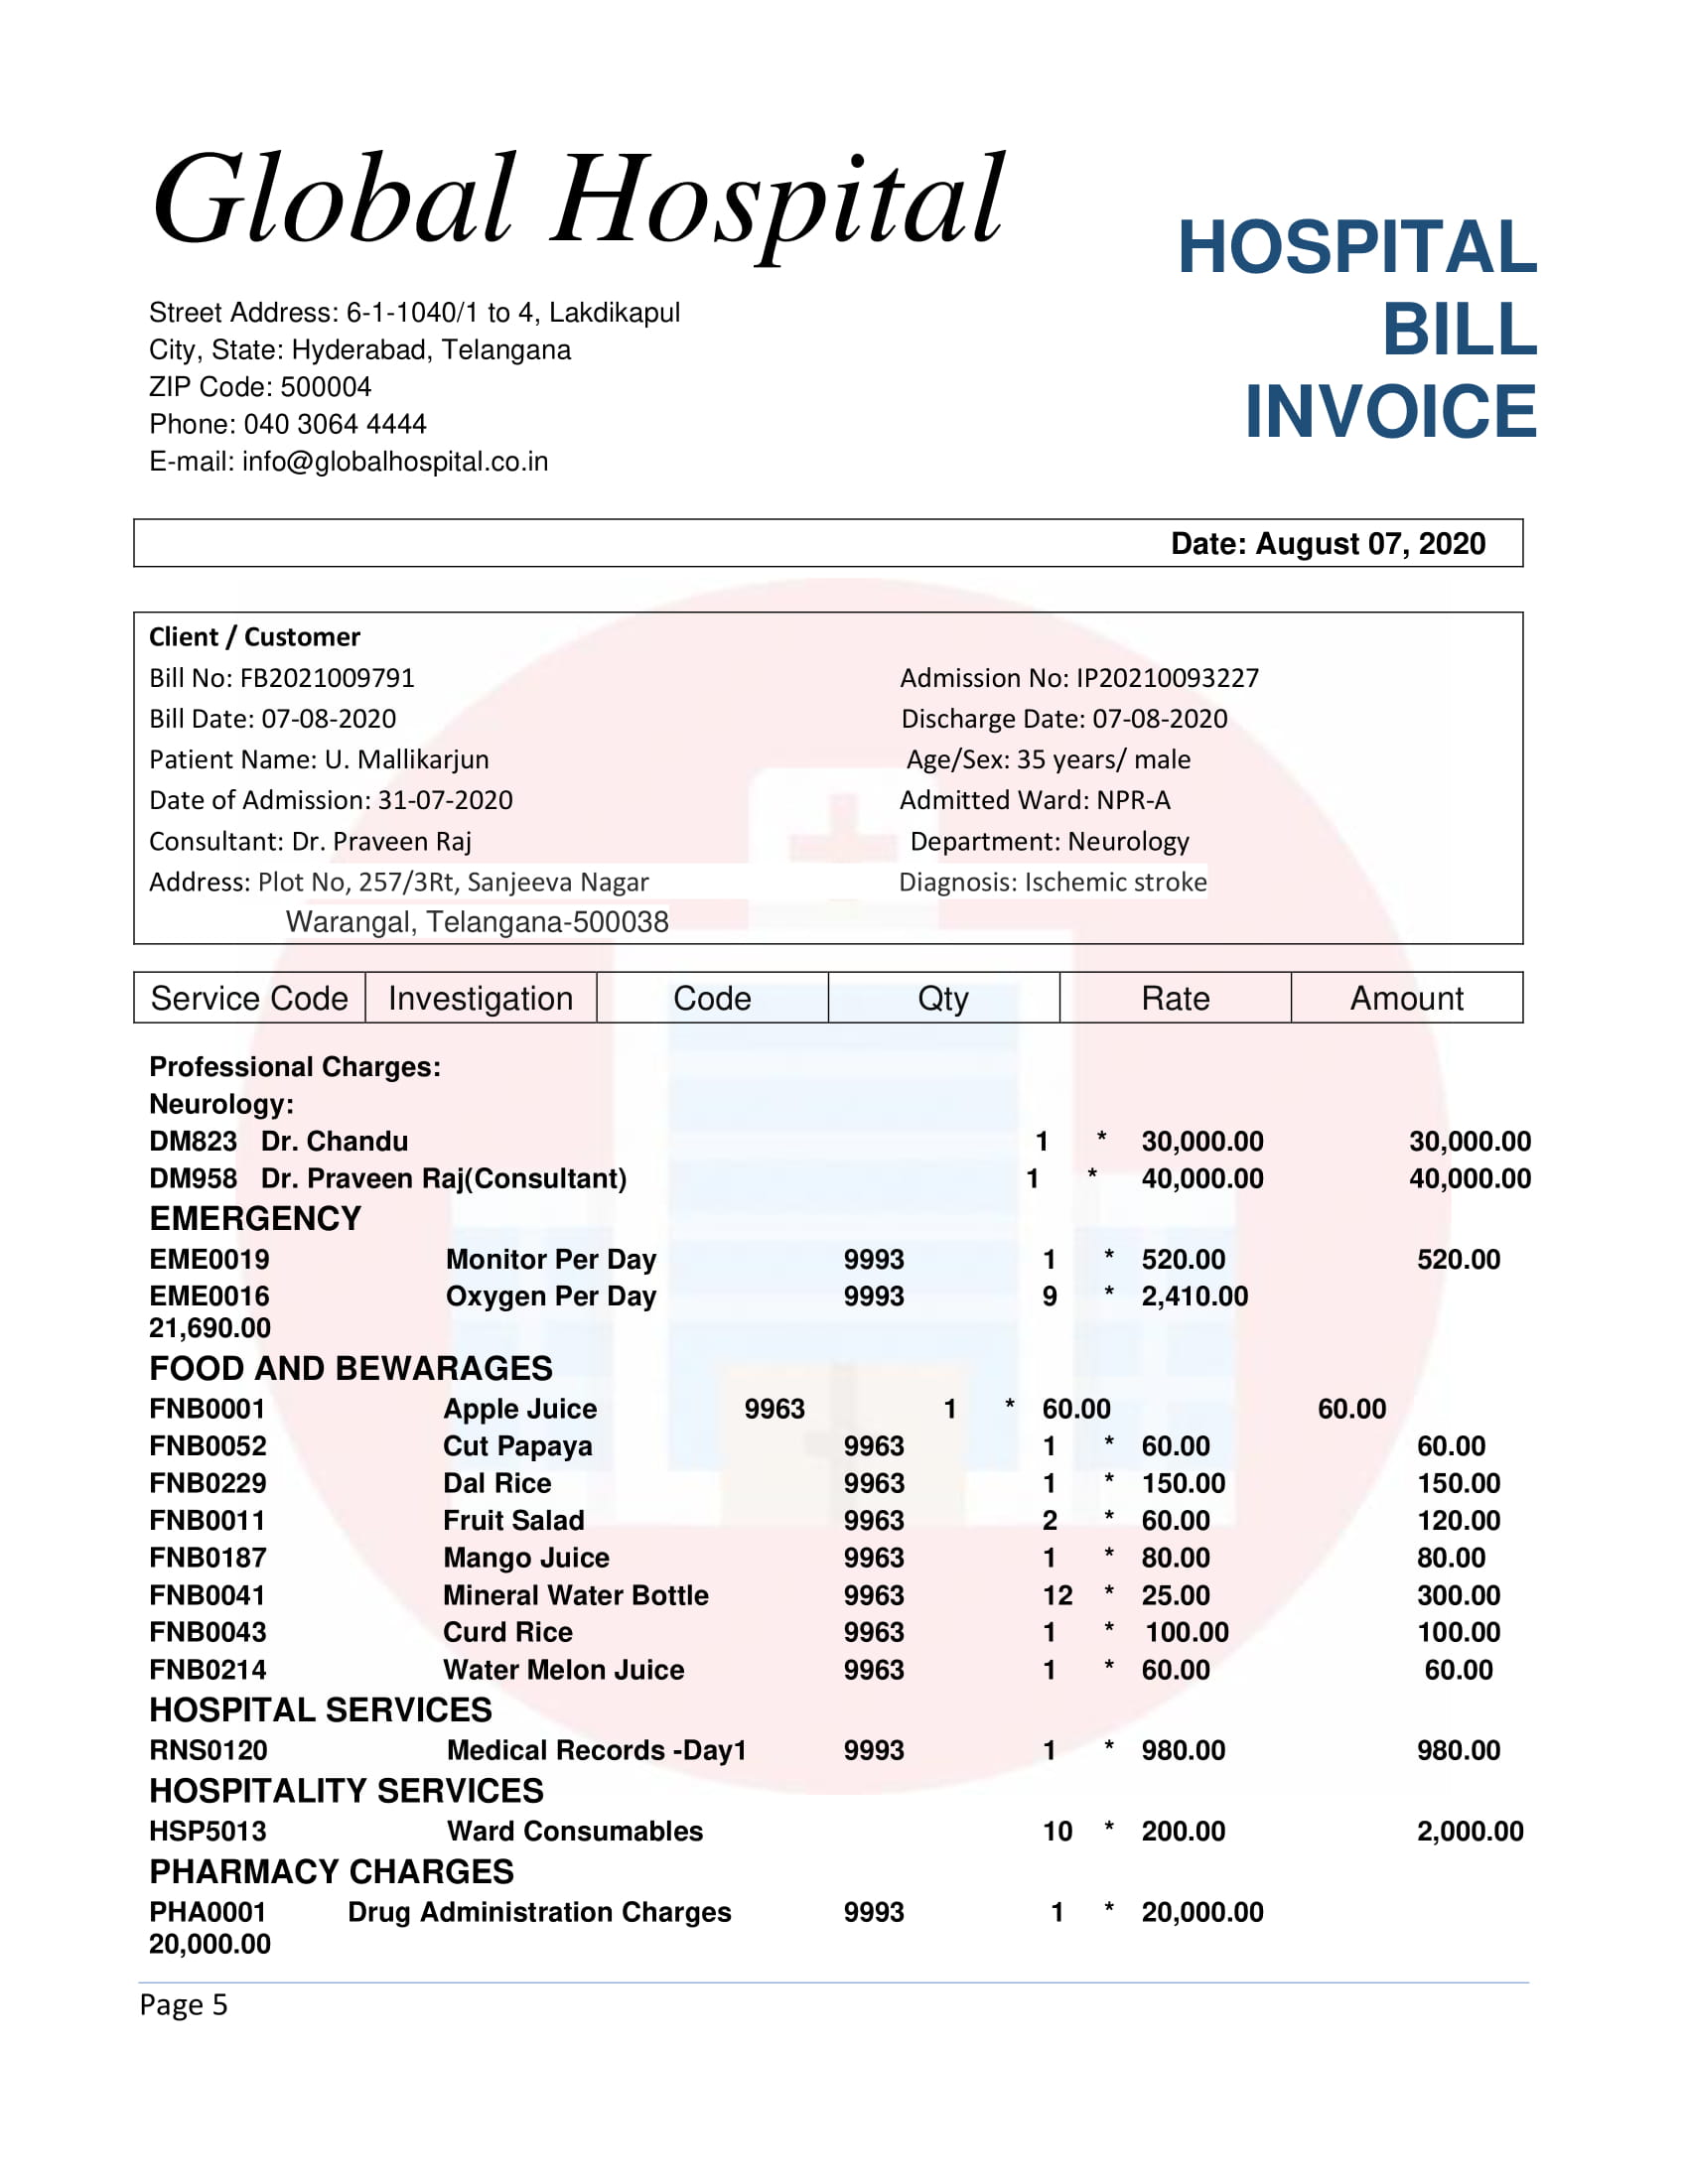 Global Hospital
HOSPITAL
BILL
INVOICE
Street Address: 6-1-1040/1 to 4, Lakdikapul
City, State: Hyderabad, Telangana
ZIP Code: 500004
Phone: 040 3064 4444
E-mail: info@globalhospital.co.in
Date: August 07, 2020
Client / Customer
Bill No: FB2021009791 Admission No: IP20210093227
Bill Date: 07-08-2020 Discharge Date: 07-08-2020
Patient Name: U. Mallikarjun Age/Sex: 35 years/ male
Date of Admission: 31-07-2020 Admitted Ward: NPR-A
Consultant: Dr. Praveen Raj Department: Neurology
Address: Plot No, 257/3Rt, Sanjeeva Nagar Diagnosis: Ischemic stroke
Warangal, Telangana-500038
Service Code Investigation Code Qty Rate Amount
Professional Charges:
Neurology:
DM823 Dr. Chandu 1 * 30,000.00 30,000.00
DM958 Dr. Praveen Raj(Consultant) 1 * 40,000.00 40,000.00
EMERGENCY
EME0019 Monitor Per Day 9993 1 * 520.00 520.00
EME0016 Oxygen Per Day 9993 9 * 2,410.00
21,690.00
FOOD AND BEWARAGES
FNB0001 Apple Juice 9963 1 * 60.00 60.00
FNB0052 Cut Papaya 9963 1 * 60.00 60.00
FNB0229 Dal Rice 9963 1 * 150.00 150.00
FNB0011 Fruit Salad 9963 2 * 60.00 120.00
FNB0187 Mango Juice 9963 1 * 80.00 80.00
FNB0041 Mineral Water Bottle 9963 12 * 25.00 300.00
FNB0043 Curd Rice 9963 1 * 100.00 100.00
FNB0214 Water Melon Juice 9963 1 * 60.00 60.00
HOSPITAL SERVICES
RNS0120 Medical Records -Day1 9993 1 * 980.00 980.00
HOSPITALITY SERVICES
HSP5013 Ward Consumables 10 * 200.00 2,000.00
PHARMACY CHARGES
PHA0001 Drug Administration Charges 9993 1 * 20,000.00
20,000.00
Page 5